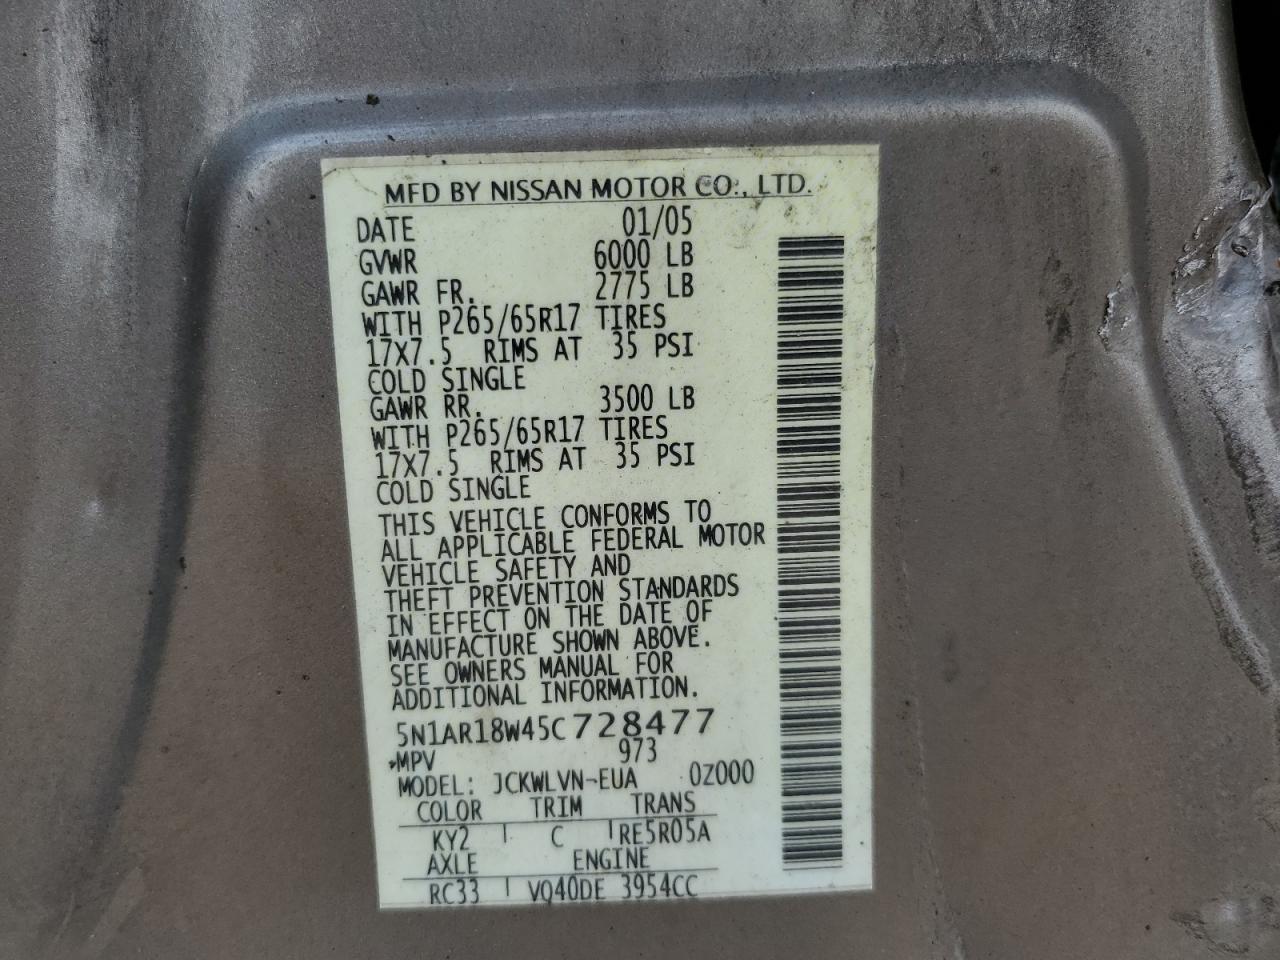 MFD BY NISSAN MOTOR CO., LTD.
DATE 01/05
GVWR 6000 LB
GAWR FR. 2775 LB
WITH P265/65R17 TIRES
17X7.5 RIMS AT 35 PSI
COLD SINGLE
GAWR RR. 3500 LB
WITH P265/65R17 TIRES
17X7.5 RIMS AT 35 PSI
COLD SINGLE
THIS VEHICLE CONFORMS TO
ALL APPLICABLE FEDERAL MOTOR
VEHICLE SAFETY AND
THEFT PREVENTION STANDARDS
IN EFFECT ON THE DATE OF
MANUFACTURE SHOWN ABOVE.
SEE OWNERS MANUAL FOR
ADDITIONAL INFORMATION.
5N1AR18W45C728477
MPV 973
MODEL: JCKWLVN-EUA 0Z000
COLOR TRIM TRANS
KY2 C RE5R05A
AXLE ENGINE
RC33 VQ40DE 3954CC